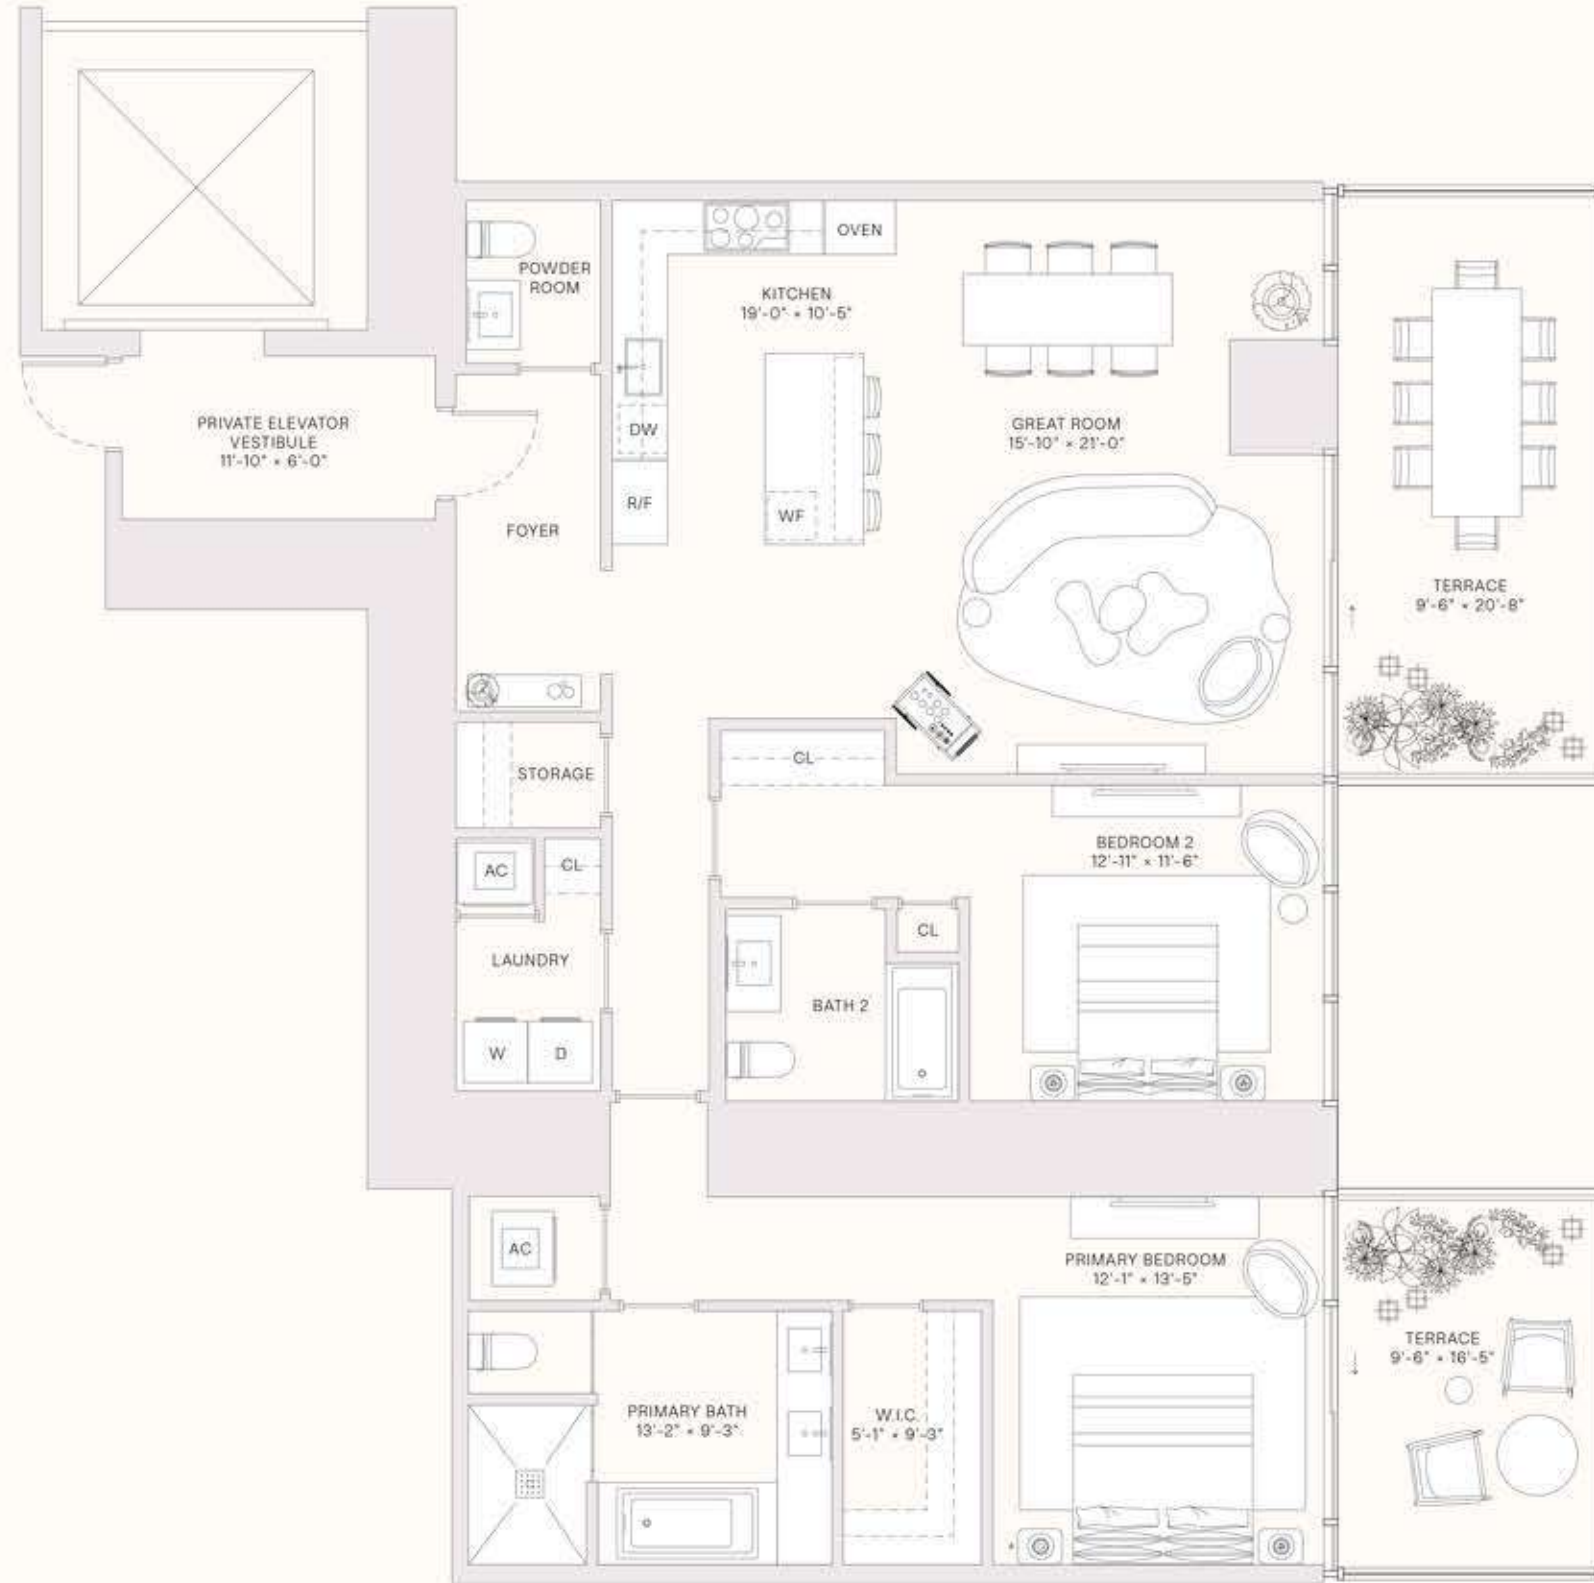 OVEN
POWDER
ROOM
KITCHEN
19'-0" × 10'-5"
PRIVATE ELEVATOR
VESTIBULE
11'-10" × 6'-0"
DW
GREAT ROOM
15'-10" × 21'-0"
R/F
WF
FOYER
TERRACE
9'-6" × 20'-8"
STORAGE
CL
BEDROOM 2
12'-11" × 11'-6"
AC
CL
CL
LAUNDRY
BATH 2
W
D
AC
PRIMARY BEDROOM
12'-1" × 13'-5"
TERRACE
9'-6" × 16'-5"
PRIMARY BATH
13'-2" × 9'-3"
W.I.C.
5'-1" × 9'-3"